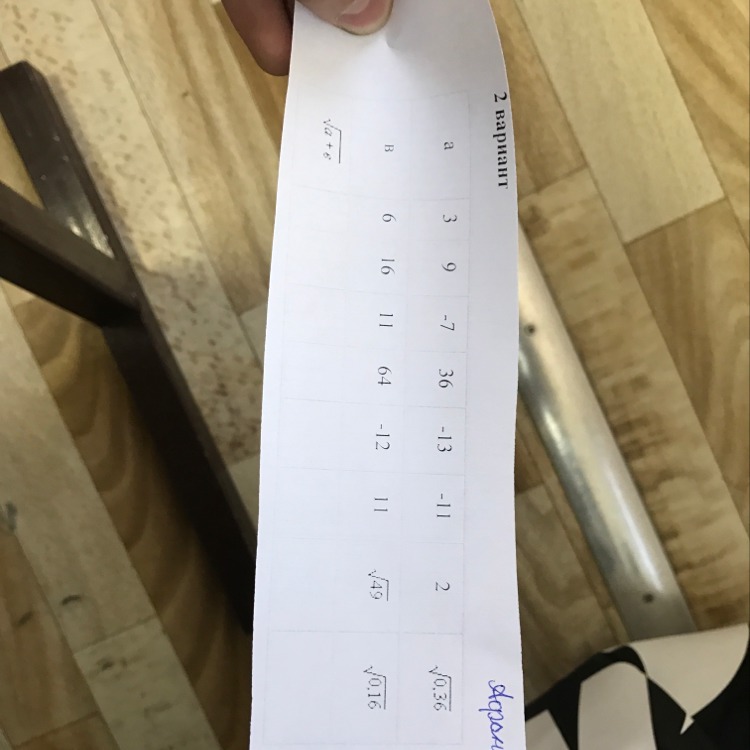 2 вариант
а 3 9 -7 36 -13 -11 2 √0,36
в 6 16 11 64 -12 11 √49 √0,16
√а + в